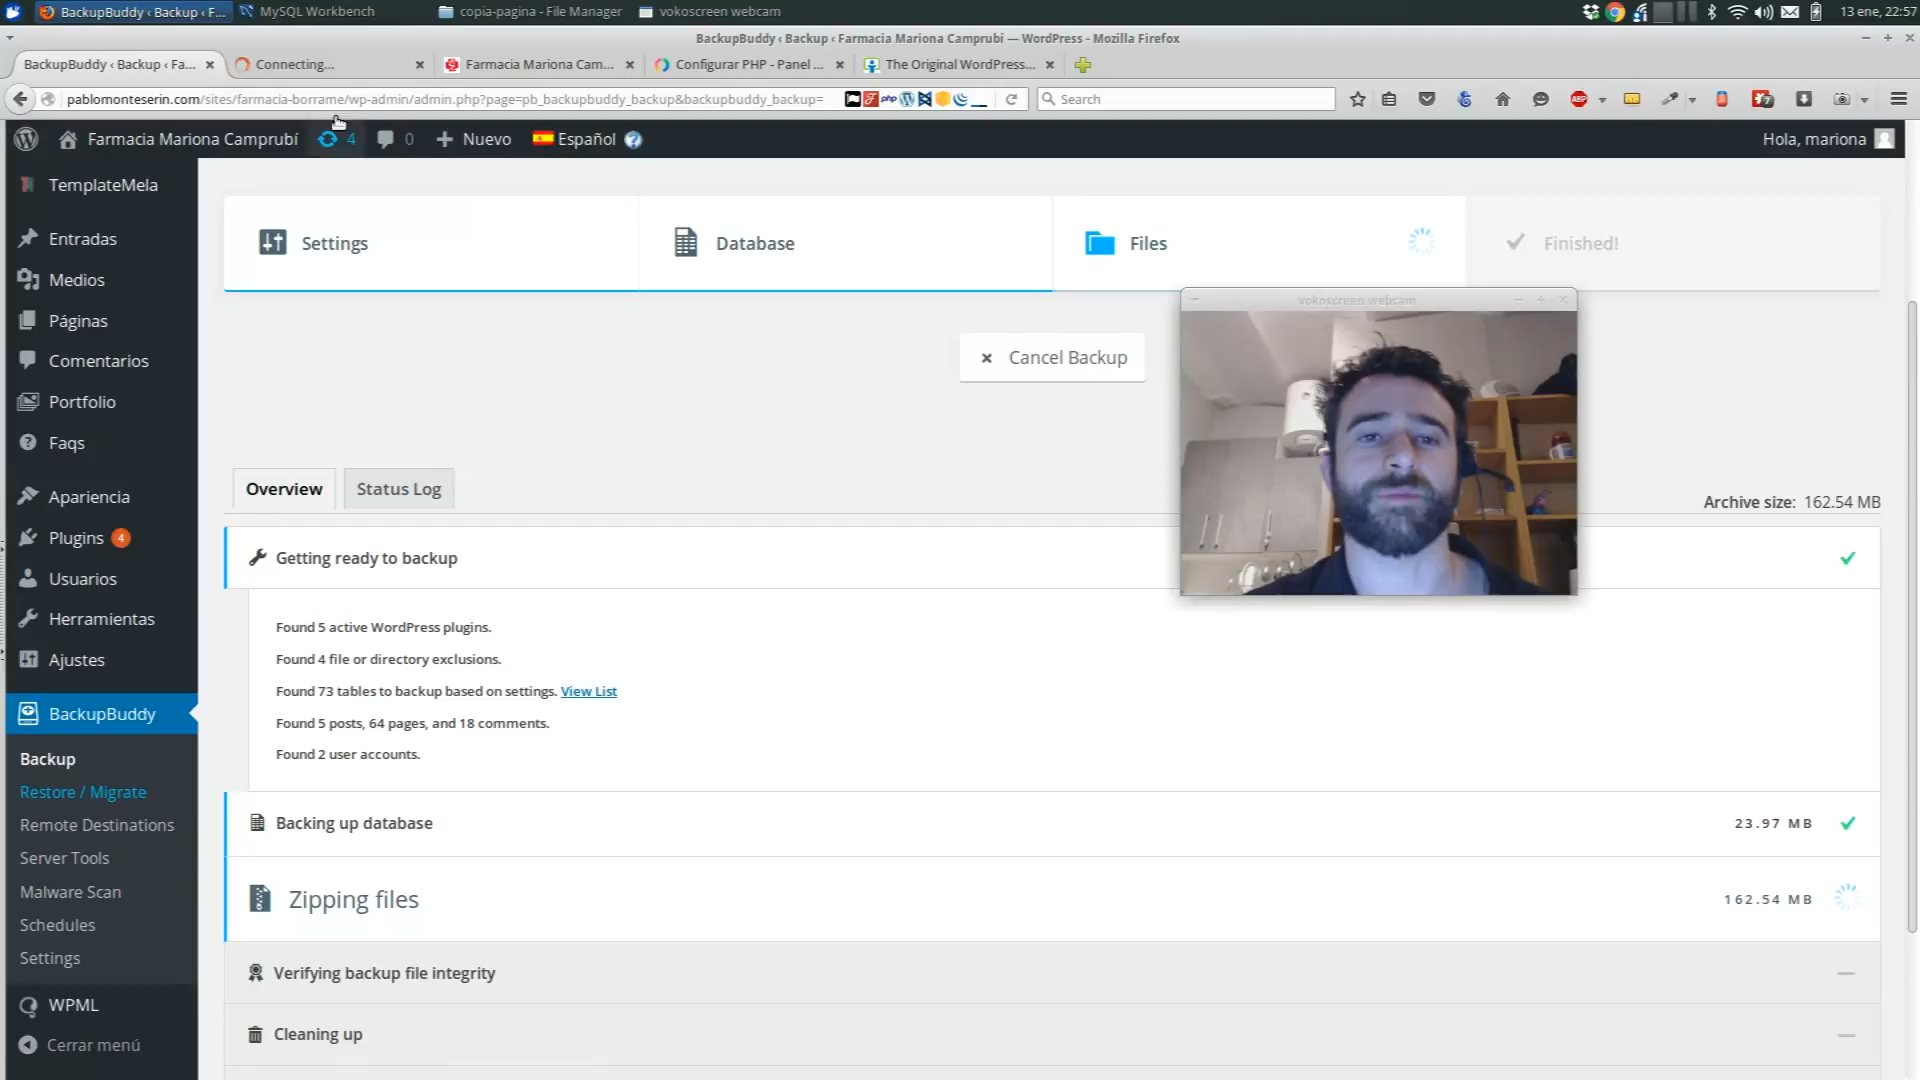 BackupBuddy ‹ Backup ‹ F...
MySQL Workbench
copia-pagina - File Manager
vokoscreen webcam
13 ene, 22:57
BackupBuddy ‹ Backup ‹ Farmacia Mariona Camprubí — WordPress - Mozilla Firefox
BackupBuddy ‹ Backup ‹ Fa...
Connecting...
Farmacia Mariona Cam...
Configurar PHP - Panel ...
The Original WordPress...
pablomonteserin.com/sites/farmacia-borrame/wp-admin/admin.php?page=pb_backupbuddy_backup&backupbuddy_backup=
php
Search
ABP
Farmacia Mariona Camprubí
4
0
Nuevo
Español
Hola, mariona
TemplateMela
Entradas
Medios
Páginas
Comentarios
Portfolio
Faqs
Apariencia
Plugins 4
Usuarios
Herramientas
Ajustes
BackupBuddy
Backup
Restore / Migrate
Remote Destinations
Server Tools
Malware Scan
Schedules
Settings
WPML
Cerrar menú
Settings
Database
Files
Finished!
vokoscreen webcam
Cancel Backup
Overview
Status Log
Archive size: 162.54 MB
Getting ready to backup
Found 5 active WordPress plugins.
Found 4 file or directory exclusions.
Found 73 tables to backup based on settings. View List
Found 5 posts, 64 pages, and 18 comments.
Found 2 user accounts.
Backing up database
23.97 MB
Zipping files
162.54 MB
Verifying backup file integrity
Cleaning up